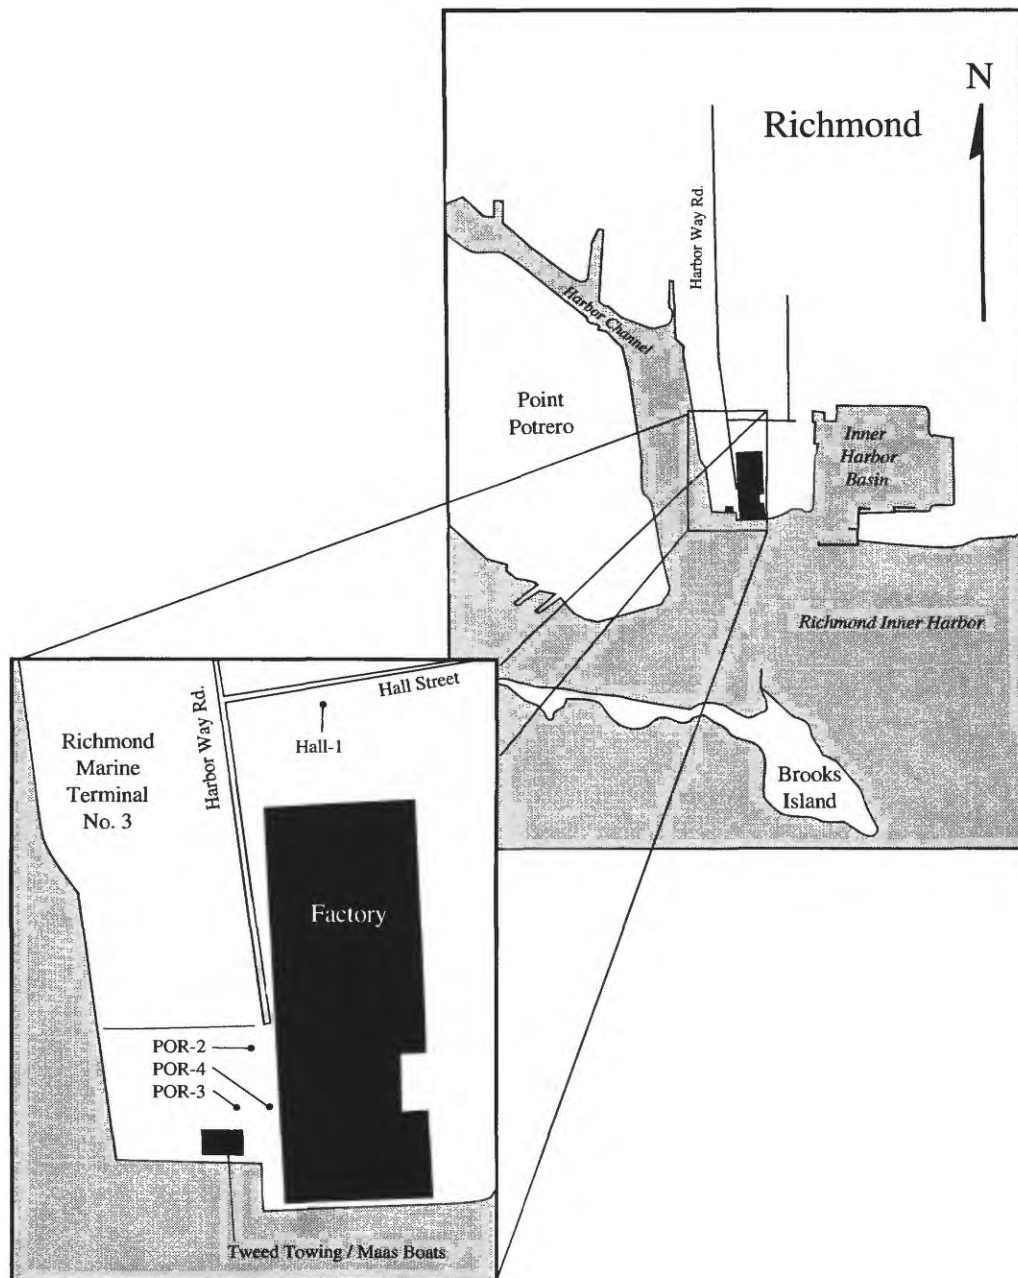 N
Richmond
Harbor Way Rd.
Harbor Channel
Point
Potrero
Inner
Harbor
Basin
Richmond Inner Harbor
Brooks
Island
Hall Street
Harbor Way Rd.
Hall-1
Richmond
Marine
Terminal
No. 3
Factory
POR-2
POR-4
POR-3
Tweed Towing / Maas Boats